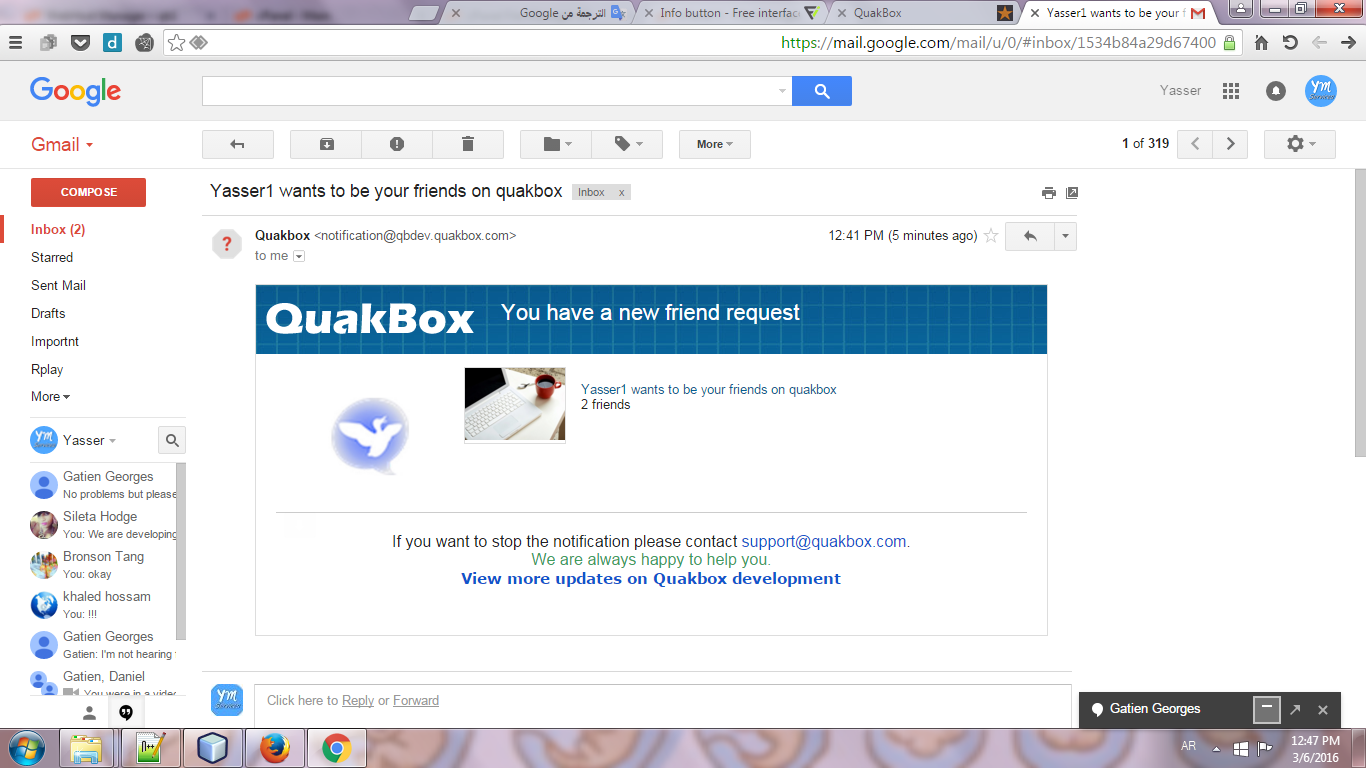 الترجمة من Google
Info button - Free interfac
QuakBox
Yasser1 wants to be your f
https://mail.google.com/mail/u/0/#inbox/1534b84a29d67400
Google
Yasser
Ym
Gmail
More
1 of 319
COMPOSE
Yasser1 wants to be your friends on quakbox
Inbox x
Inbox (2)
Starred
Sent Mail
Drafts
Importnt
Rplay
More
Quakbox <notification@qbdev.quakbox.com>
12:41 PM (5 minutes ago)
to me
QuakBox
You have a new friend request
Yasser1 wants to be your friends on quakbox
2 friends
If you want to stop the notification please contact support@quakbox.com.
We are always happy to help you.
View more updates on Quakbox development
Ym
Yasser
Gatien Georges
No problems but please
Sileta Hodge
You: We are developing
Bronson Tang
You: okay
khaled hossam
You: !!!
Gatien Georges
Gatien: I'm not hearing
Gatien, Daniel
You were in a video
Ym
Click here to Reply or Forward
Gatien Georges
AR
12:47 PM
3/6/2016